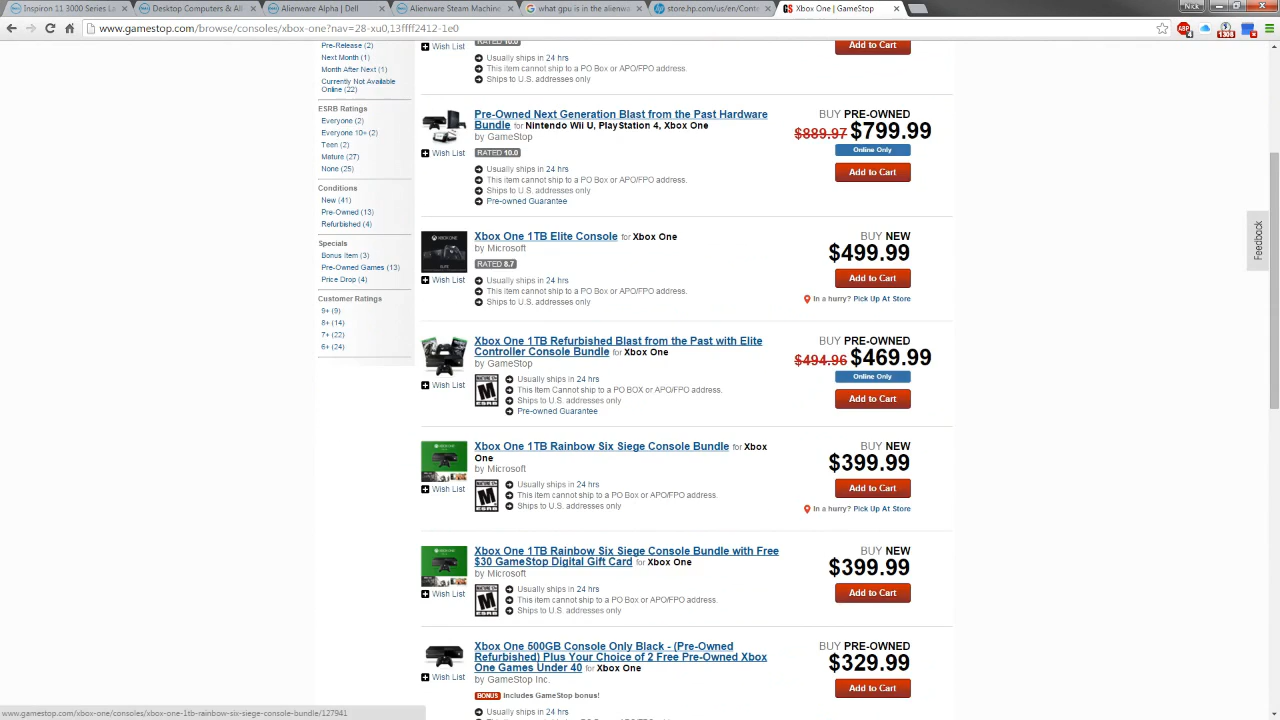 Inspiron 11 3000 Series La
Desktop Computers & All
Alienware Alpha | Dell
Alienware Steam Machine
what gpu is in the alienwa
store.hp.com/us/en/Conte
Xbox One | GameStop
Nick
www.gamestop.com/browse/consoles/xbox-one?nav=28-xu0,13ffff2412-1e0
Pre-Release (2)
Next Month (1)
Month After Next (1)
Currently Not Available
Online (22)
ESRB Ratings
Everyone (2)
Everyone 10+ (2)
Teen (2)
Mature (27)
None (25)
Conditions
New (41)
Pre-Owned (13)
Refurbished (4)
Specials
Bonus Item (3)
Pre-Owned Games (13)
Price Drop (4)
Customer Ratings
9+ (9)
8+ (14)
7+ (22)
6+ (24)
Wish List
RATED 10.0
Usually ships in 24 hrs
This item cannot ship to a PO Box or APO/FPO address.
Ships to U.S. addresses only
Add to Cart
Pre-Owned Next Generation Blast from the Past Hardware
Bundle for Nintendo Wii U, PlayStation 4, Xbox One
by GameStop
Wish List
RATED 10.0
Usually ships in 24 hrs
This item cannot ship to a PO Box or APO/FPO address.
Ships to U.S. addresses only
Pre-owned Guarantee
BUY PRE-OWNED
$889.97 $799.99
Online Only
Add to Cart
Xbox One 1TB Elite Console for Xbox One
by Microsoft
RATED 8.7
Wish List
Usually ships in 24 hrs
This item cannot ship to a PO Box or APO/FPO address.
Ships to U.S. addresses only
BUY NEW
$499.99
Add to Cart
In a hurry? Pick Up At Store
Xbox One 1TB Refurbished Blast from the Past with Elite
Controller Console Bundle for Xbox One
by GameStop
Wish List
Usually ships in 24 hrs
This Item Cannot ship to a PO BOX or APO/FPO address.
Ships to U.S. addresses only
Pre-owned Guarantee
BUY PRE-OWNED
$494.96 $469.99
Online Only
Add to Cart
Xbox One 1TB Rainbow Six Siege Console Bundle for Xbox
One
by Microsoft
Wish List
Usually ships in 24 hrs
This item cannot ship to a PO Box or APO/FPO address.
Ships to U.S. addresses only
BUY NEW
$399.99
Add to Cart
In a hurry? Pick Up At Store
Xbox One 1TB Rainbow Six Siege Console Bundle with Free
$30 GameStop Digital Gift Card for Xbox One
by Microsoft
Wish List
Usually ships in 24 hrs
This item cannot ship to a PO Box or APO/FPO address.
Ships to U.S. addresses only
BUY NEW
$399.99
Add to Cart
Xbox One 500GB Console Only Black - (Pre-Owned
Refurbished) Plus Your Choice of 2 Free Pre-Owned Xbox
One Games Under 40 for Xbox One
by GameStop Inc.
Wish List
BONUS Includes GameStop bonus!
Usually ships in 24 hrs
BUY PRE-OWNED
$329.99
Add to Cart
Feedback
www.gamestop.com/xbox-one/consoles/xbox-one-1tb-rainbow-six-siege-console-bundle/127941